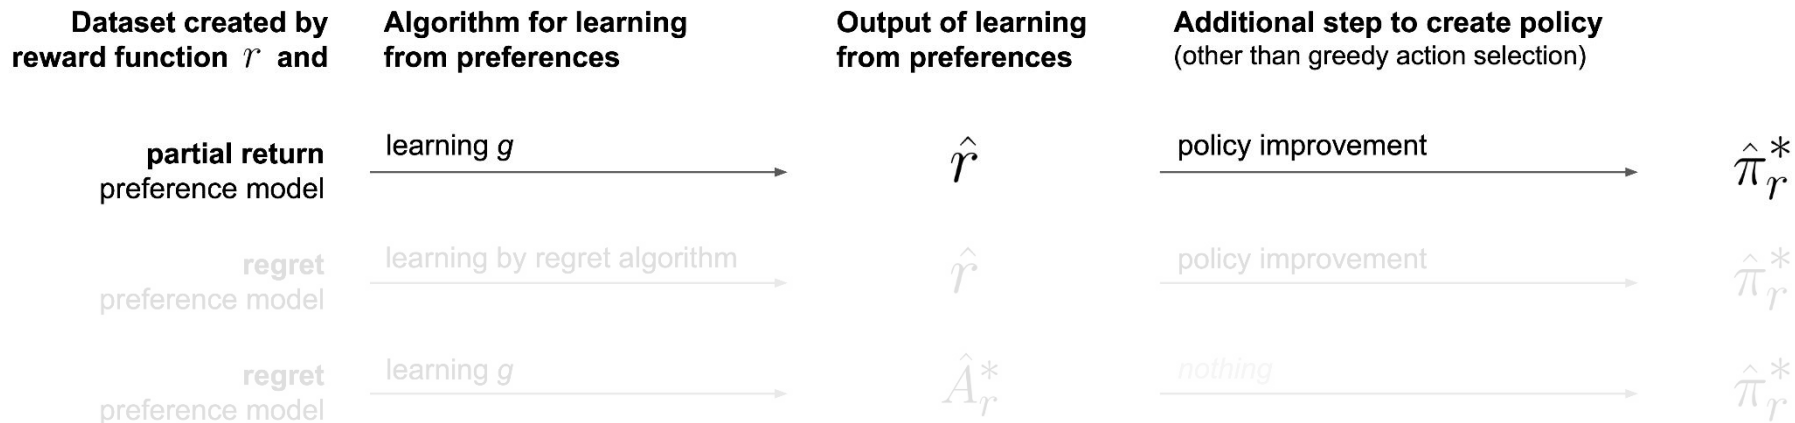 Dataset created by
reward function r and
Algorithm for learning
from preferences
Output of learning
from preferences
Additional step to create policy
(other than greedy action selection)
partial return
preference model
learning g
r̂
policy improvement
π̂*r
regret
preference model
learning by regret algorithm
r̂
policy improvement
π̂*r
regret
preference model
learning g
Â*r
nothing
π̂*r